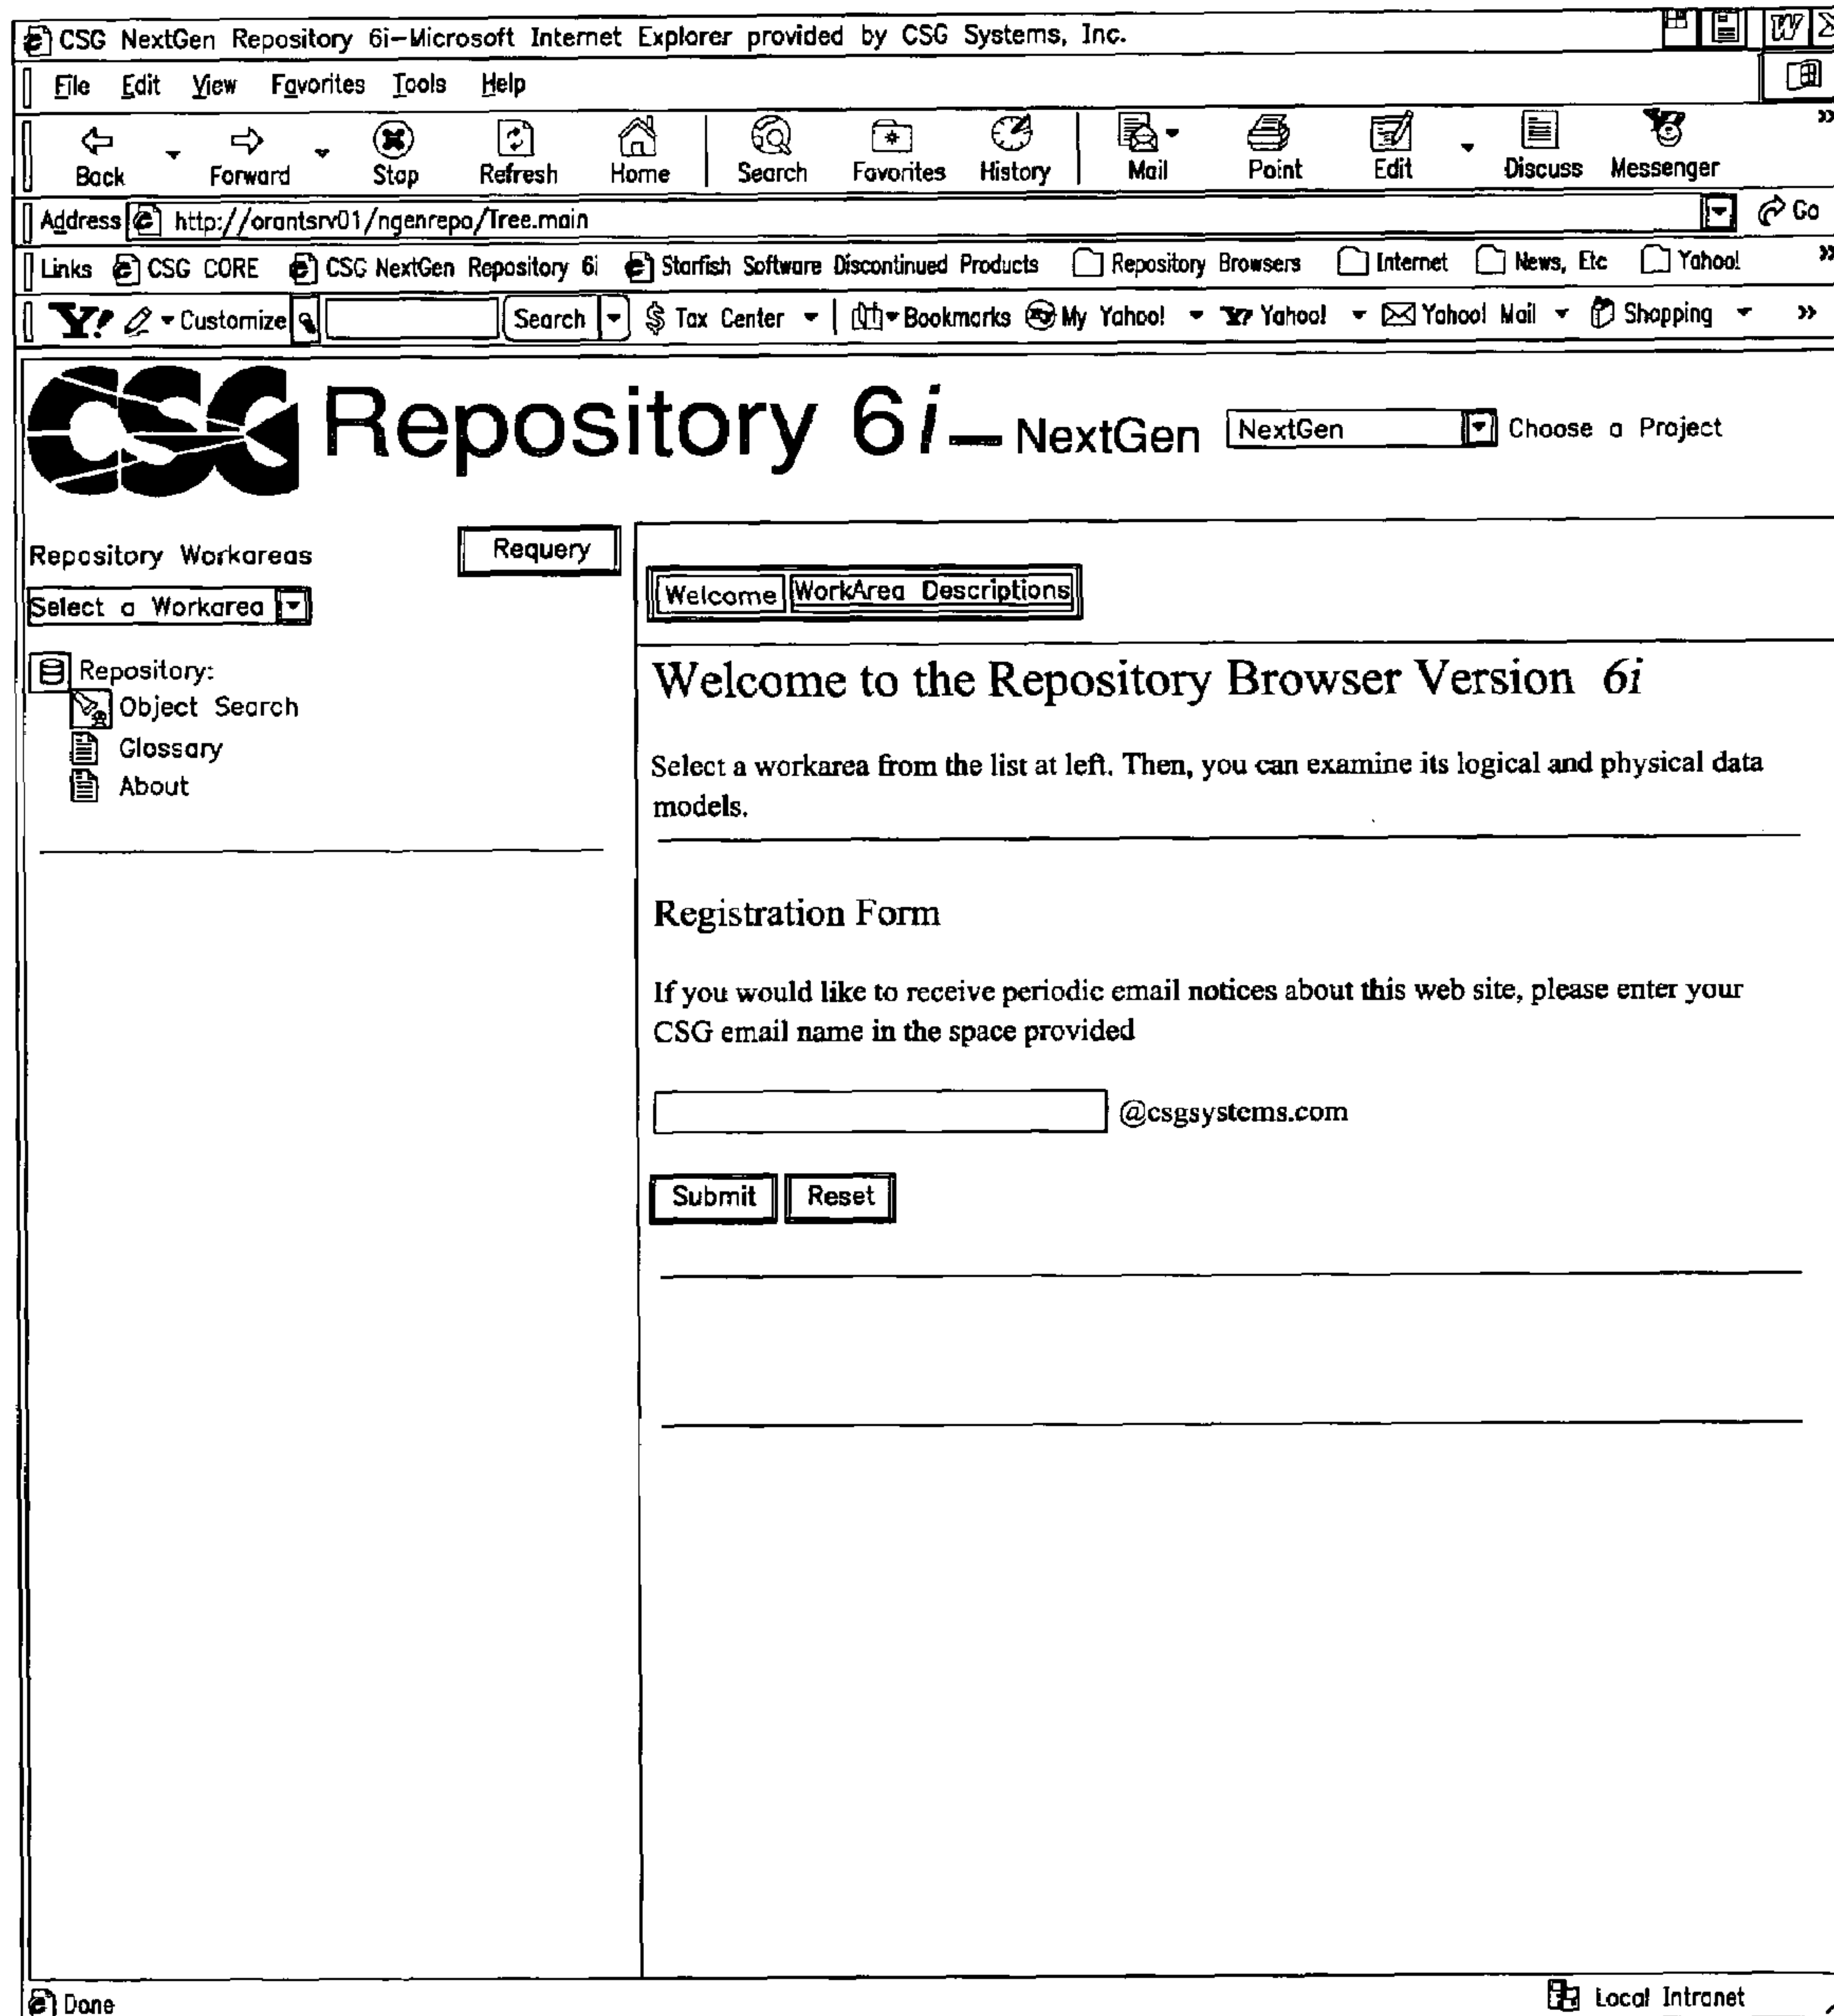 CSG NextGen Repository 6i-Microsoft Internet Explorer provided by CSG Systems, Inc.
File Edit View Favorites Tools Help
Back Forward Stop Refresh Home Search Favorites History Mail Point Edit Discuss Messenger
Address http://orantsrv01/ngenrepo/Tree.main Go
Links CSG CORE CSG NextGen Repository 6i Starfish Software Discontinued Products Repository Browsers Internet News, Etc Yahoo! »
Y! Customize Search $ Tax Center Bookmarks My Yahoo! Y! Yahoo! Yahoo! Mail Shopping »
CSG Repository 6i - NextGen NextGen Choose a Project
Repository Workareas Requery
Select a Workarea
Repository:
Object Search
Glossary
About
Welcome WorkArea Descriptions
Welcome to the Repository Browser Version 6i
Select a workarea from the list at left. Then, you can examine its logical and physical data
models.
Registration Form
If you would like to receive periodic email notices about this web site, please enter your
CSG email name in the space provided
@csgsystems.com
Submit Reset
Done Local Intranet